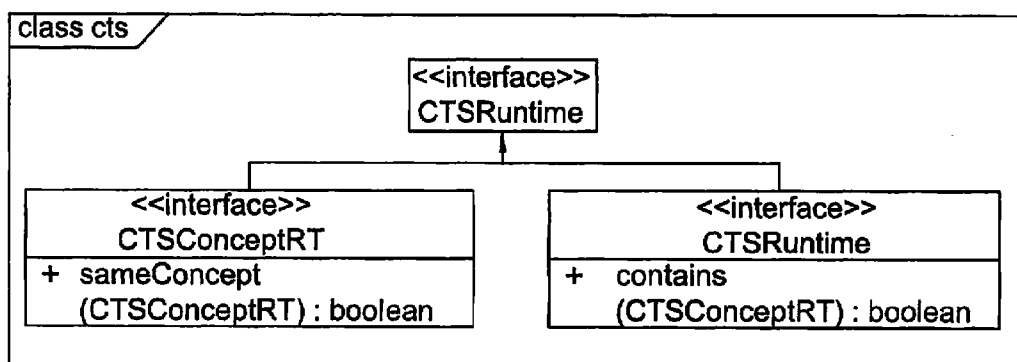 class cts
<<interface>>
CTSRuntime
<<interface>>
CTSConceptRT
+ sameConcept
(CTSConceptRT) : boolean
<<interface>>
CTSRuntime
+ contains
(CTSConceptRT) : boolean